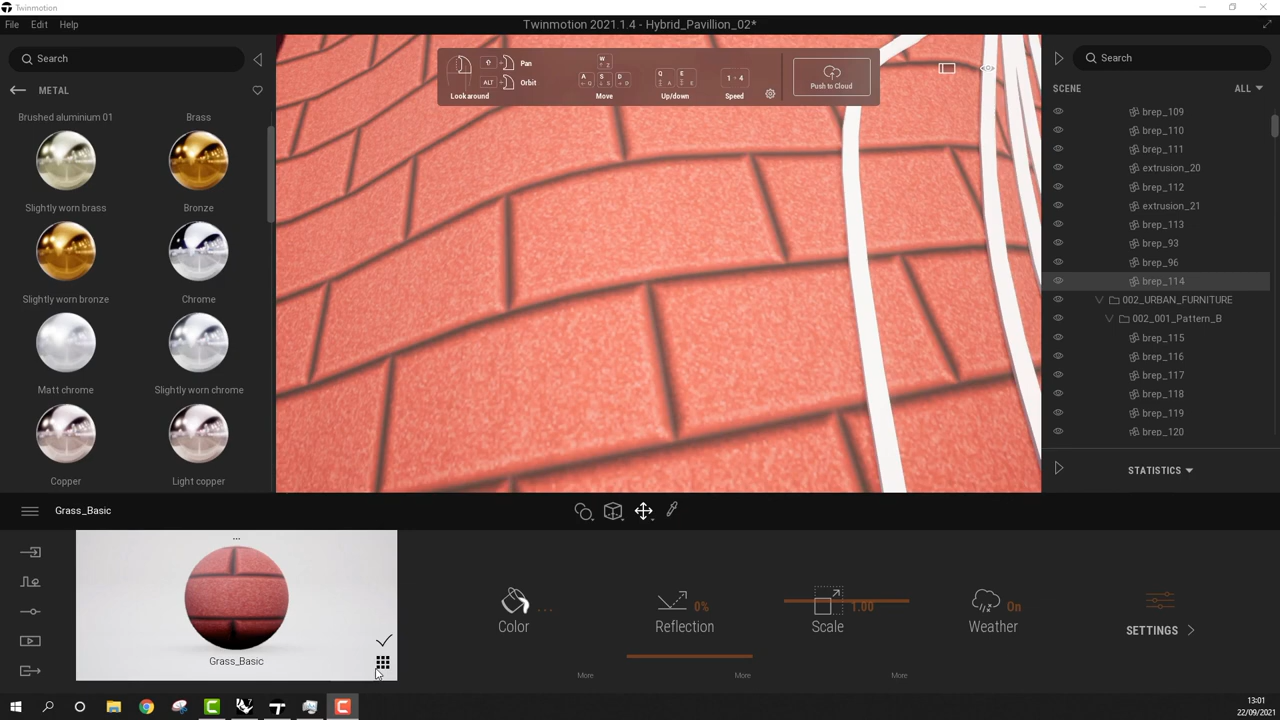 Twinmotion
File Edit Help
Twinmotion 2021.1.4 - Hybrid_Pavillion_02*
Search
METAL
Brushed aluminium 01
Brass
Slightly worn brass
Bronze
Slightly worn bronze
Chrome
Matt chrome
Slightly worn chrome
Copper
Light copper
Pan
ALT
Orbit
Look around
W
A S D
Move
Q E
Up/down
1 - 4
Speed
Push to Cloud
Search
SCENE
ALL
brep_109
brep_110
brep_111
extrusion_20
brep_112
extrusion_21
brep_113
brep_93
brep_96
brep_114
002_URBAN_FURNITURE
002_001_Pattern_B
brep_115
brep_116
brep_117
brep_118
brep_119
brep_120
STATISTICS
Grass_Basic
...
Grass_Basic
Color
...
More
Reflection
0%
More
Scale
1.00
More
Weather
On
SETTINGS
13:01
22/09/2021